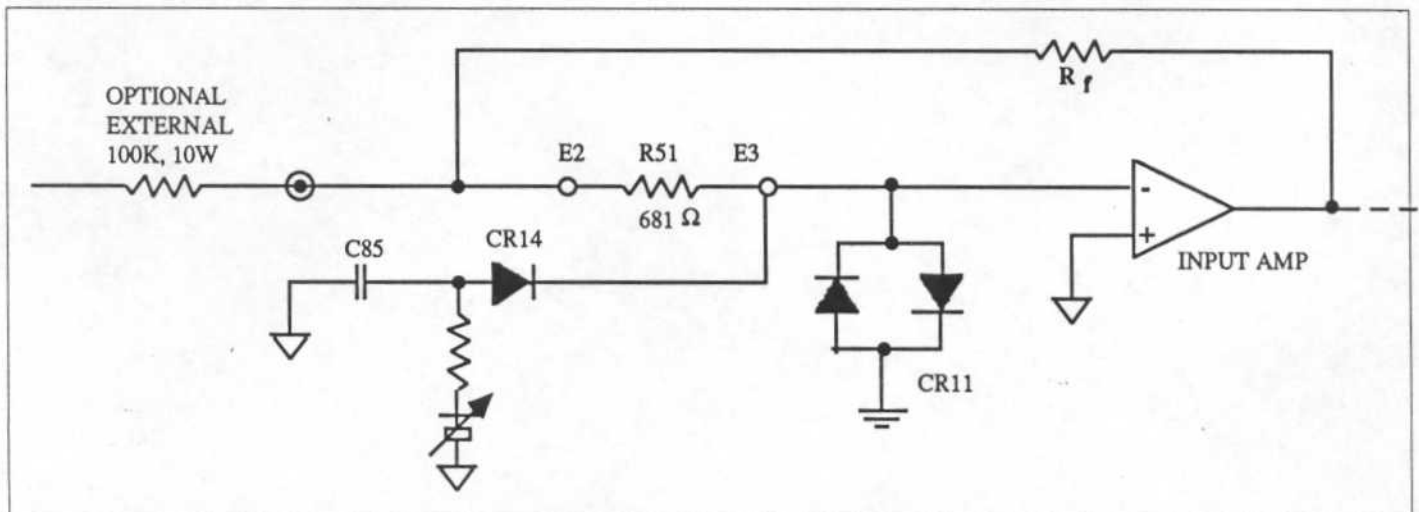 OPTIONAL
EXTERNAL
100K, 10W
R f
E2
R51
E3
681 Ω
C85
CR14
-
+
INPUT AMP
CR11